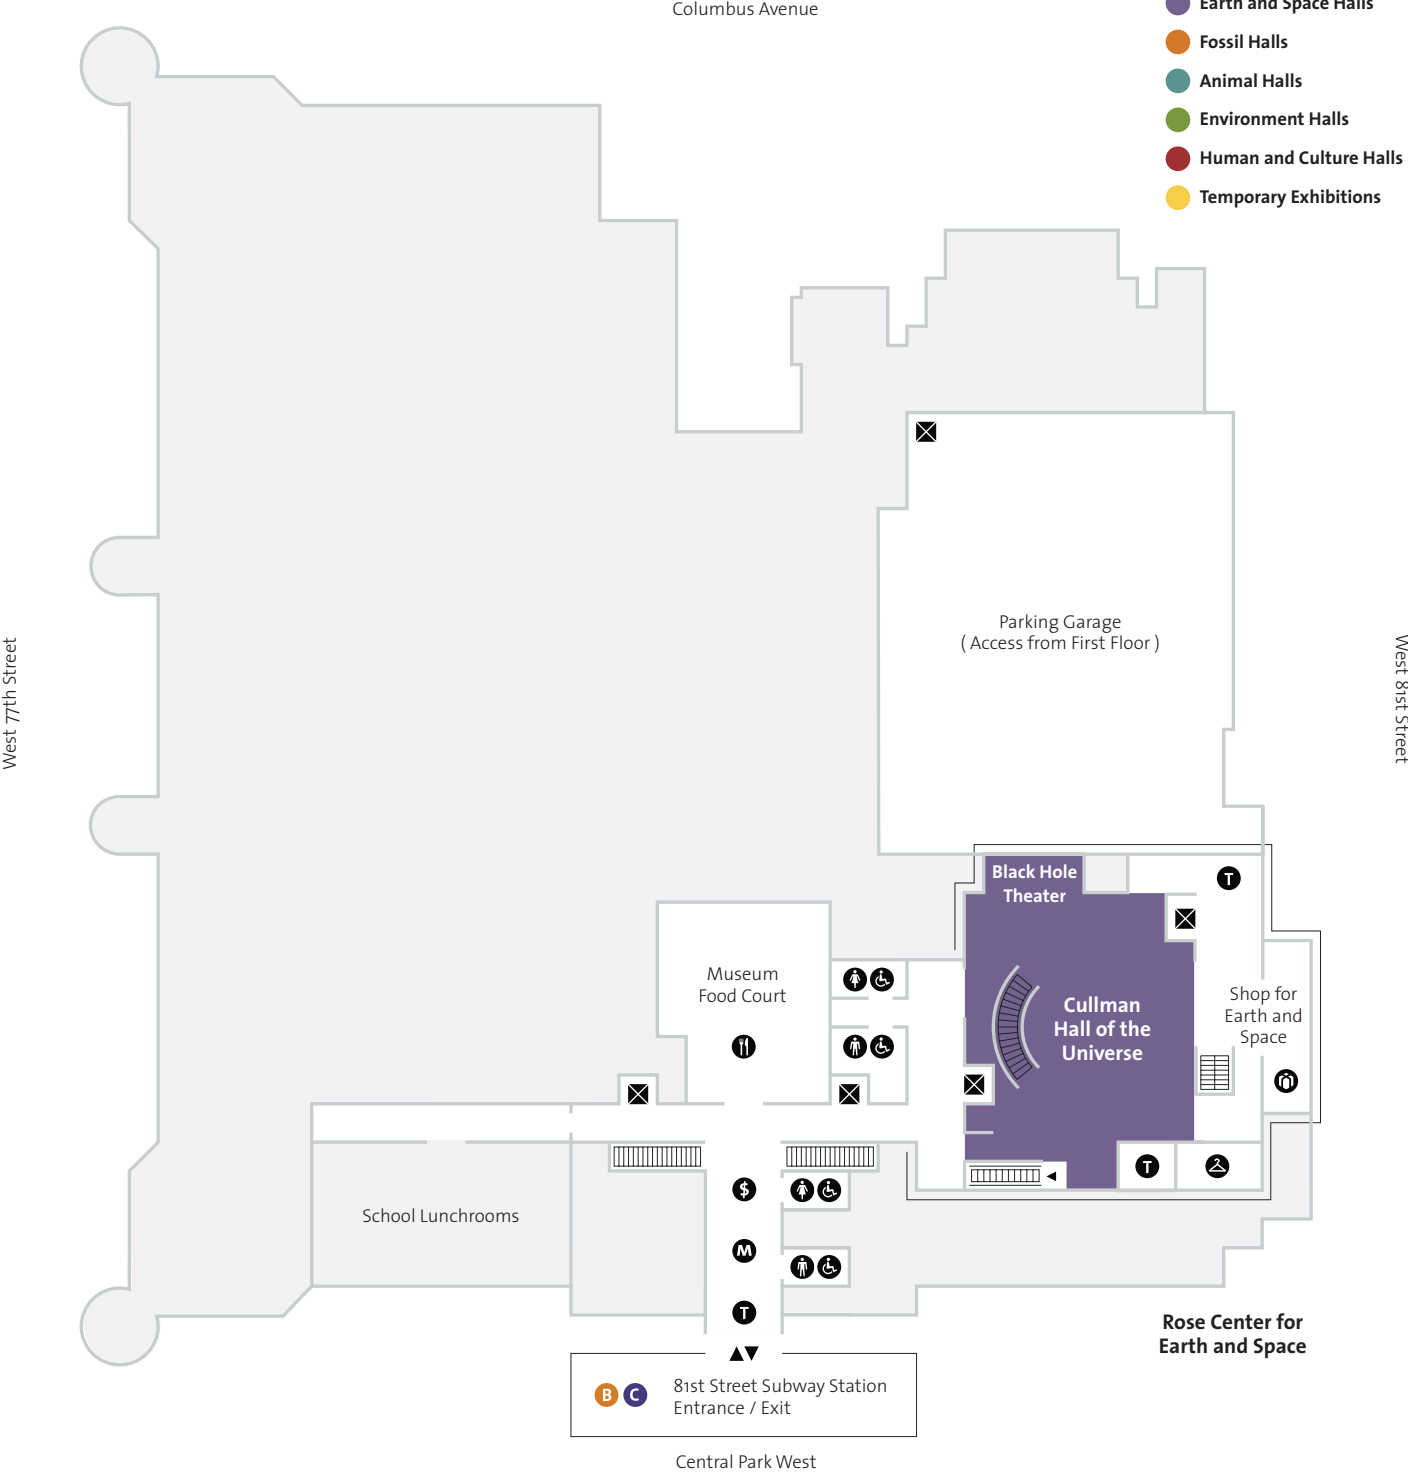 Columbus Avenue
Earth and Space Halls
Fossil Halls
Animal Halls
Environment Halls
Human and Culture Halls
Temporary Exhibitions
West 77th Street
West 81st Street
Parking Garage
( Access from First Floor )
Black Hole
Theater
T
Museum
Food Court
Cullman
Hall of the
Universe
Shop for
Earth and
Space
School Lunchrooms
$
M
T
T
Rose Center for
Earth and Space
B C
81st Street Subway Station
Entrance / Exit
Central Park West